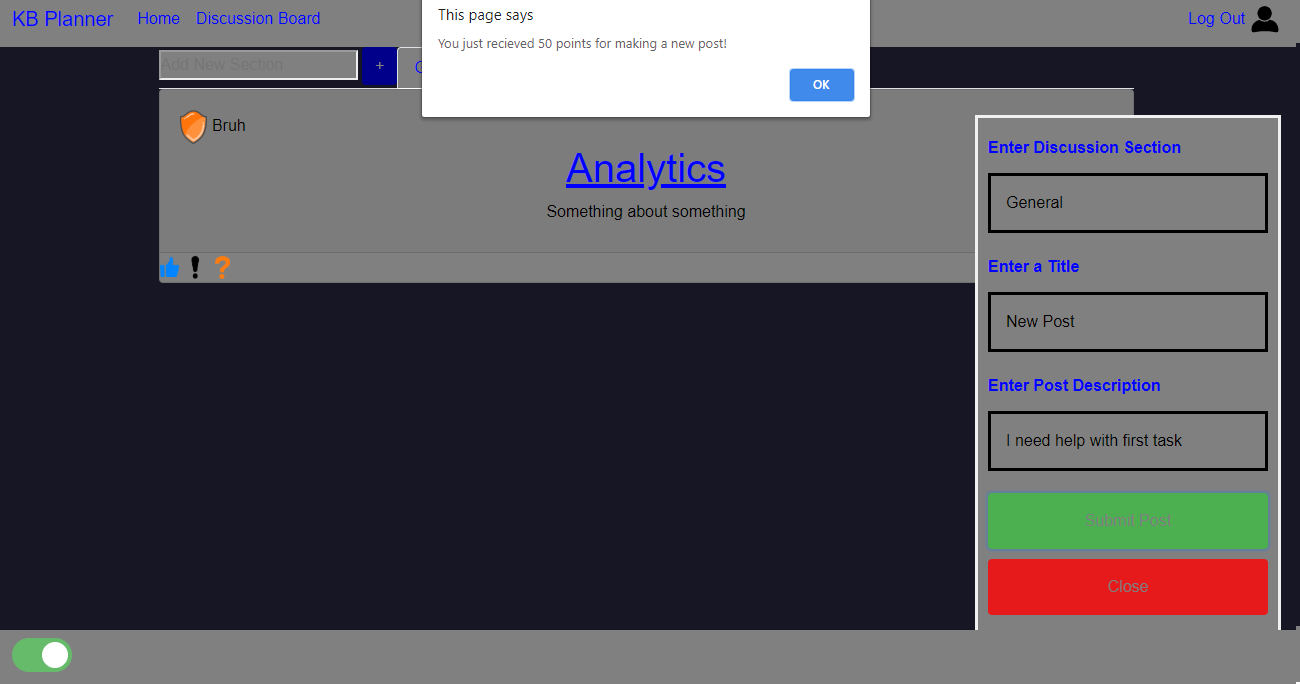 KB Planner Home Discussion Board Log Out
This page says
You just recieved 50 points for making a new post!
OK
Add New Section +
Bruh
Analytics
Something about something
Enter Discussion Section
General
Enter a Title
New Post
Enter Post Description
I need help with first task
Submit Post
Close